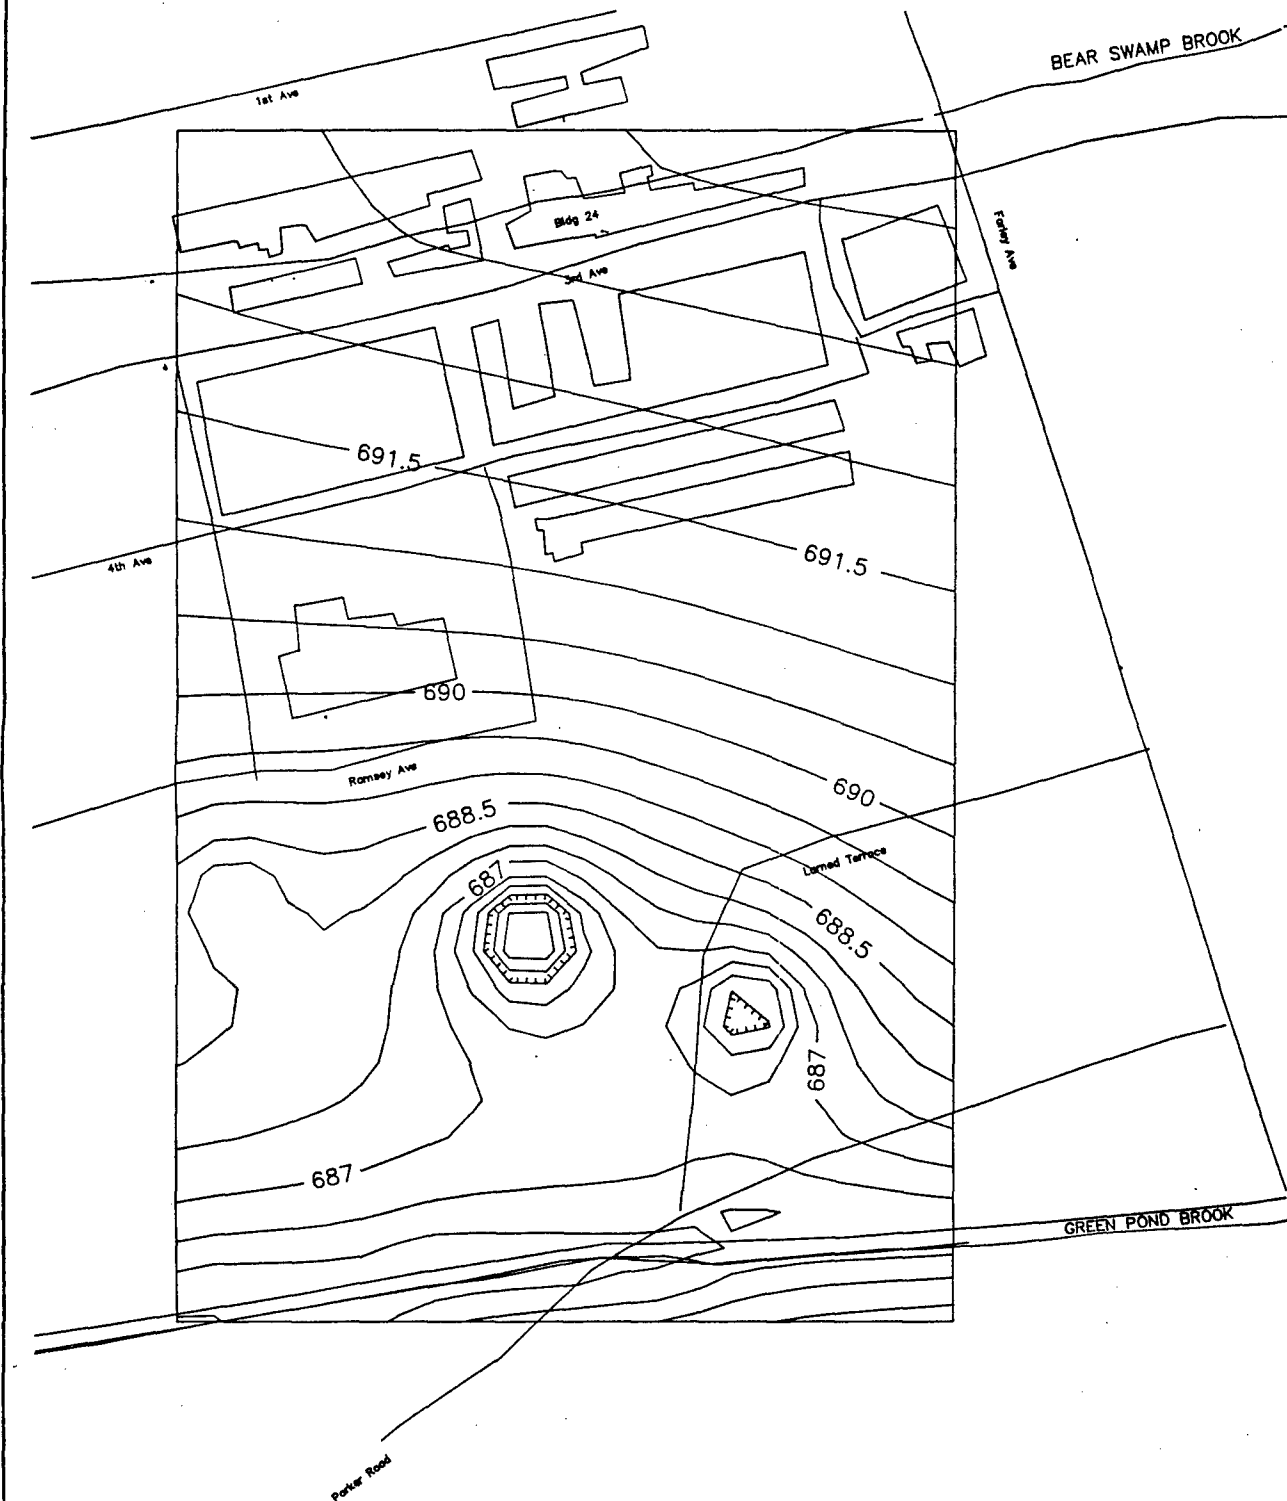 BEAR SWAMP BROOK
1st Ave
Bldg 24
Farley Ave
3rd Ave
691.5
691.5
4th Ave
690
Ramsey Ave
690
688.5
Larned Terrace
687
688.5
687
687
GREEN POND BROOK
Parker Road